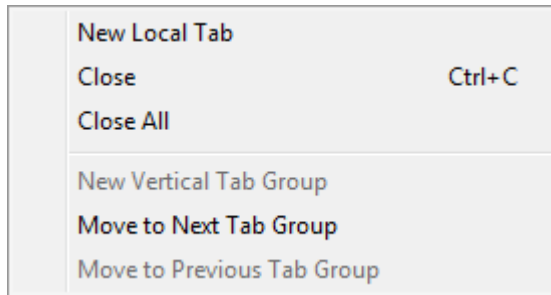 New Local Tab
Close Ctrl+C
Close All
New Vertical Tab Group
Move to Next Tab Group
Move to Previous Tab Group